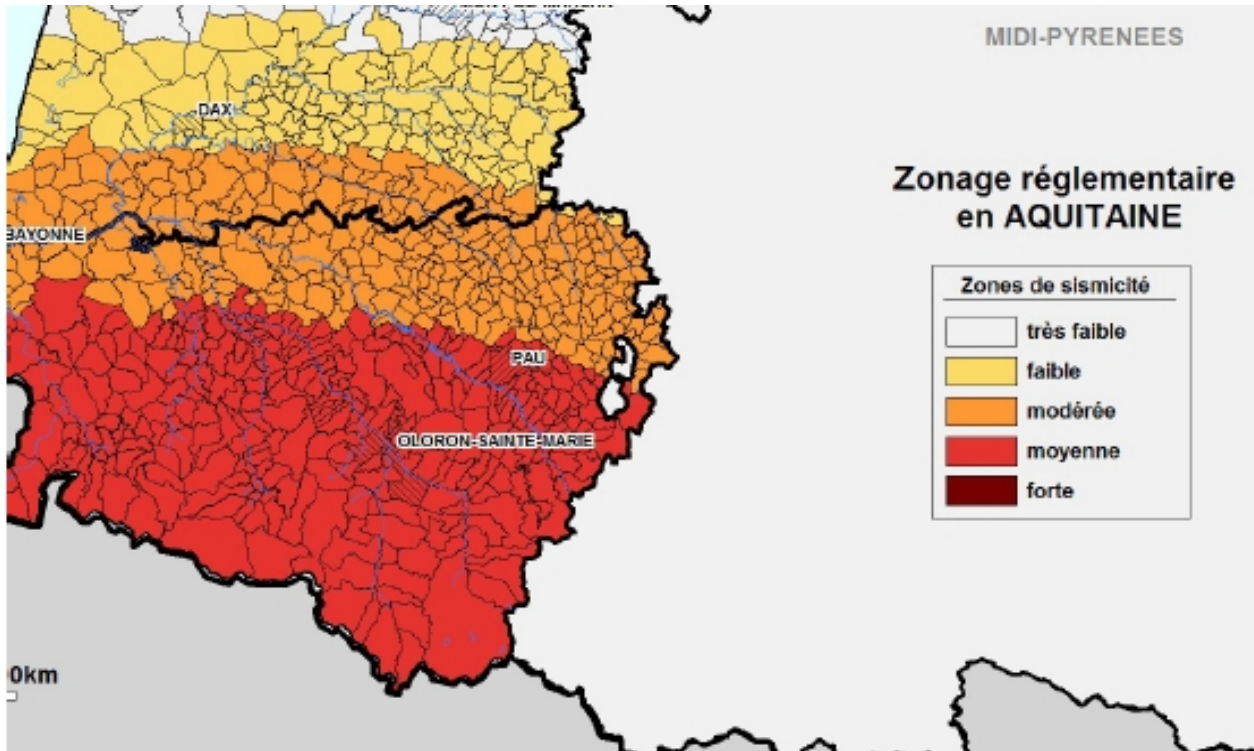 MIDI-PYRENEES
DAX
Zonage réglementaire
en AQUITAINE
BAYONNE
Zones de sismicité
très faible
faible
modérée
moyenne
forte
PAU
OLORON-SAINTE-MARIE
0km